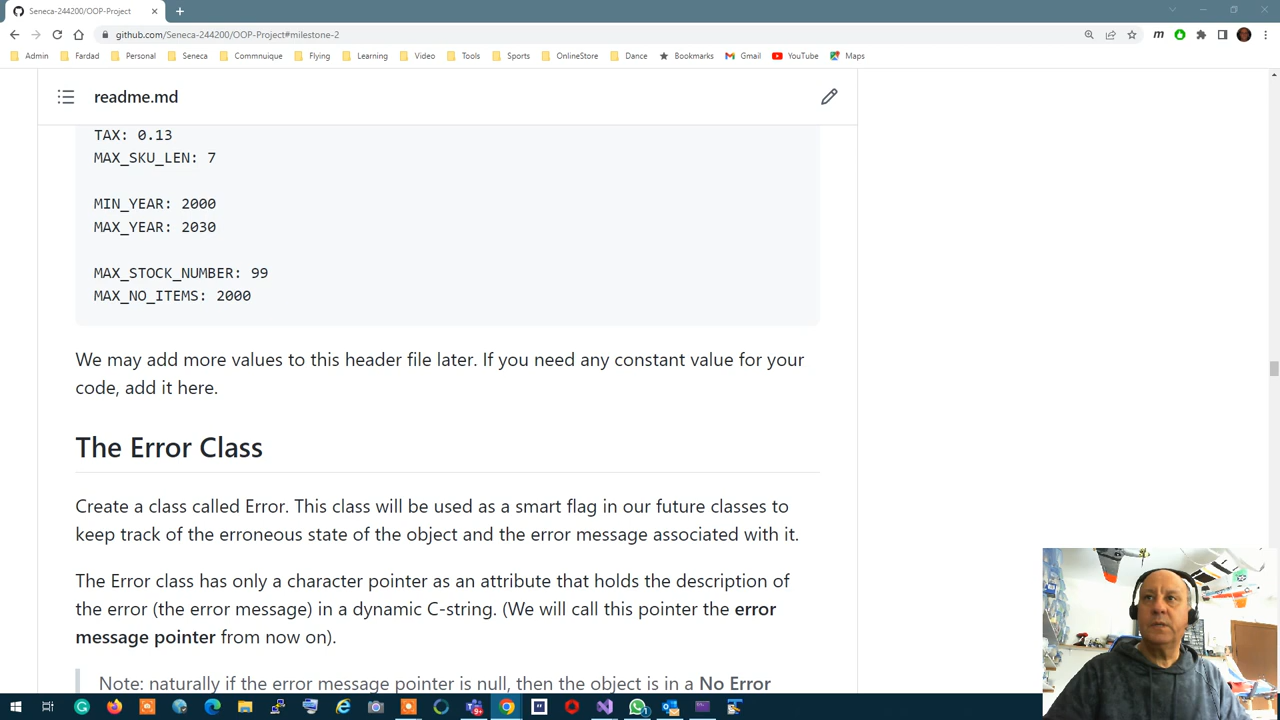 Seneca-244200/OOP-Project
github.com/Seneca-244200/OOP-Project#milestone-2
Admin Fardad Personal Seneca Commnuique Flying Learning Video Tools Sports OnlineStore Dance Bookmarks Gmail YouTube Maps
readme.md
TAX: 0.13
MAX_SKU_LEN: 7
MIN_YEAR: 2000
MAX_YEAR: 2030
MAX_STOCK_NUMBER: 99
MAX_NO_ITEMS: 2000
We may add more values to this header file later. If you need any constant value for your
code, add it here.
The Error Class
Create a class called Error. This class will be used as a smart flag in our future classes to
keep track of the erroneous state of the object and the error message associated with it.
The Error class has only a character pointer as an attribute that holds the description of
the error (the error message) in a dynamic C-string. (We will call this pointer the error
message pointer from now on).
Note: naturally if the error message pointer is null, then the object is in a No Error